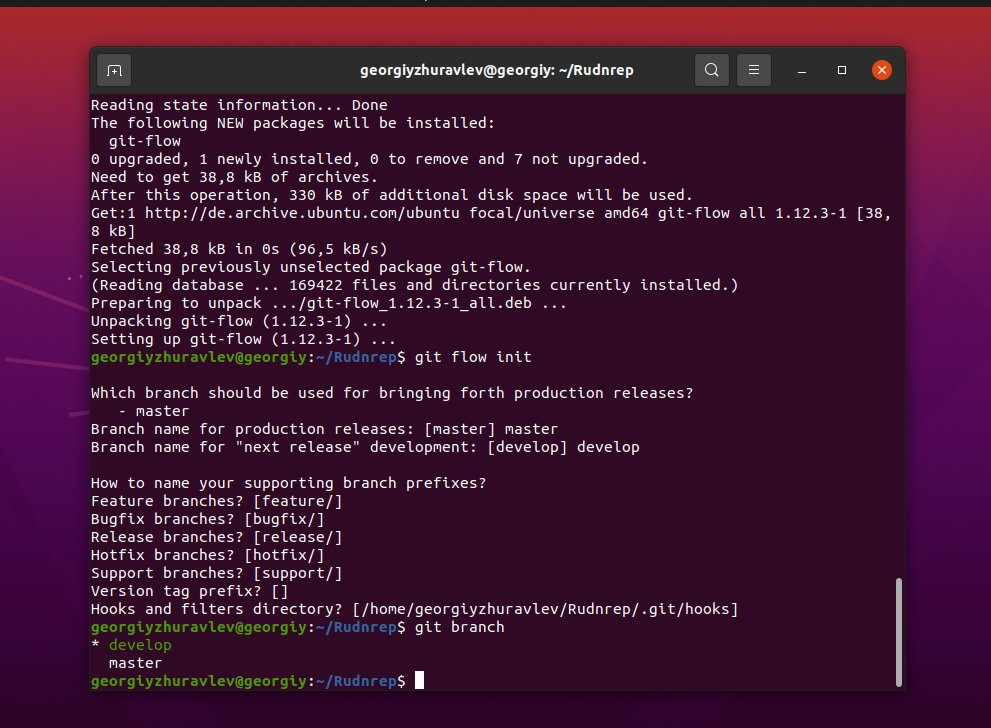 georgiyzhuravlev@georgiy: ~/Rudnrep
Reading state information... Done
The following NEW packages will be installed:
  git-flow
0 upgraded, 1 newly installed, 0 to remove and 7 not upgraded.
Need to get 38,8 kB of archives.
After this operation, 330 kB of additional disk space will be used.
Get:1 http://de.archive.ubuntu.com/ubuntu focal/universe amd64 git-flow all 1.12.3-1 [38,
8 kB]
Fetched 38,8 kB in 0s (96,5 kB/s)
Selecting previously unselected package git-flow.
(Reading database ... 169422 files and directories currently installed.)
Preparing to unpack .../git-flow_1.12.3-1_all.deb ...
Unpacking git-flow (1.12.3-1) ...
Setting up git-flow (1.12.3-1) ...
georgiyzhuravlev@georgiy:~/Rudnrep$ git flow init

Which branch should be used for bringing forth production releases?
   - master
Branch name for production releases: [master] master
Branch name for "next release" development: [develop] develop

How to name your supporting branch prefixes?
Feature branches? [feature/]
Bugfix branches? [bugfix/]
Release branches? [release/]
Hotfix branches? [hotfix/]
Support branches? [support/]
Version tag prefix? []
Hooks and filters directory? [/home/georgiyzhuravlev/Rudnrep/.git/hooks]
georgiyzhuravlev@georgiy:~/Rudnrep$ git branch
* develop
  master
georgiyzhuravlev@georgiy:~/Rudnrep$